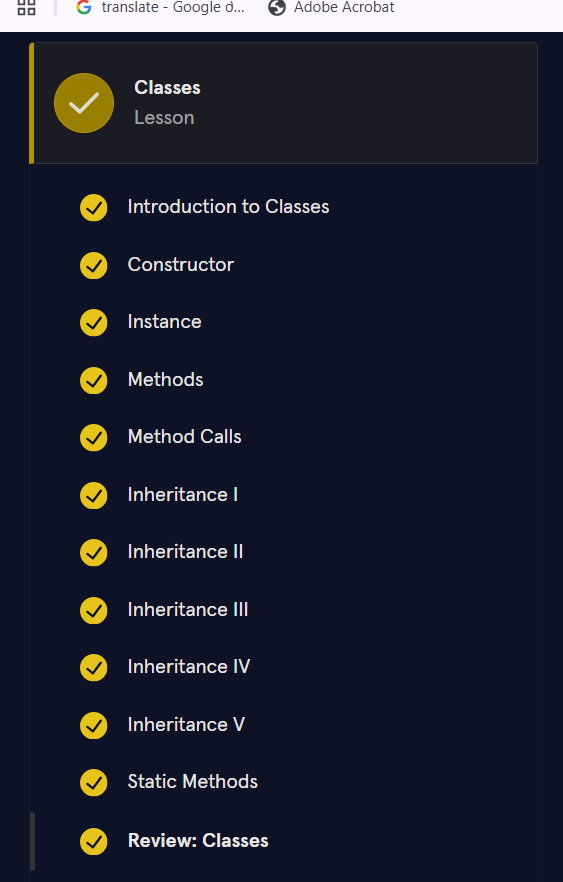 translate - Google d...
Adobe Acrobat
Classes
Lesson
Introduction to Classes
Constructor
Instance
Methods
Method Calls
Inheritance I
Inheritance II
Inheritance III
Inheritance IV
Inheritance V
Static Methods
Review: Classes